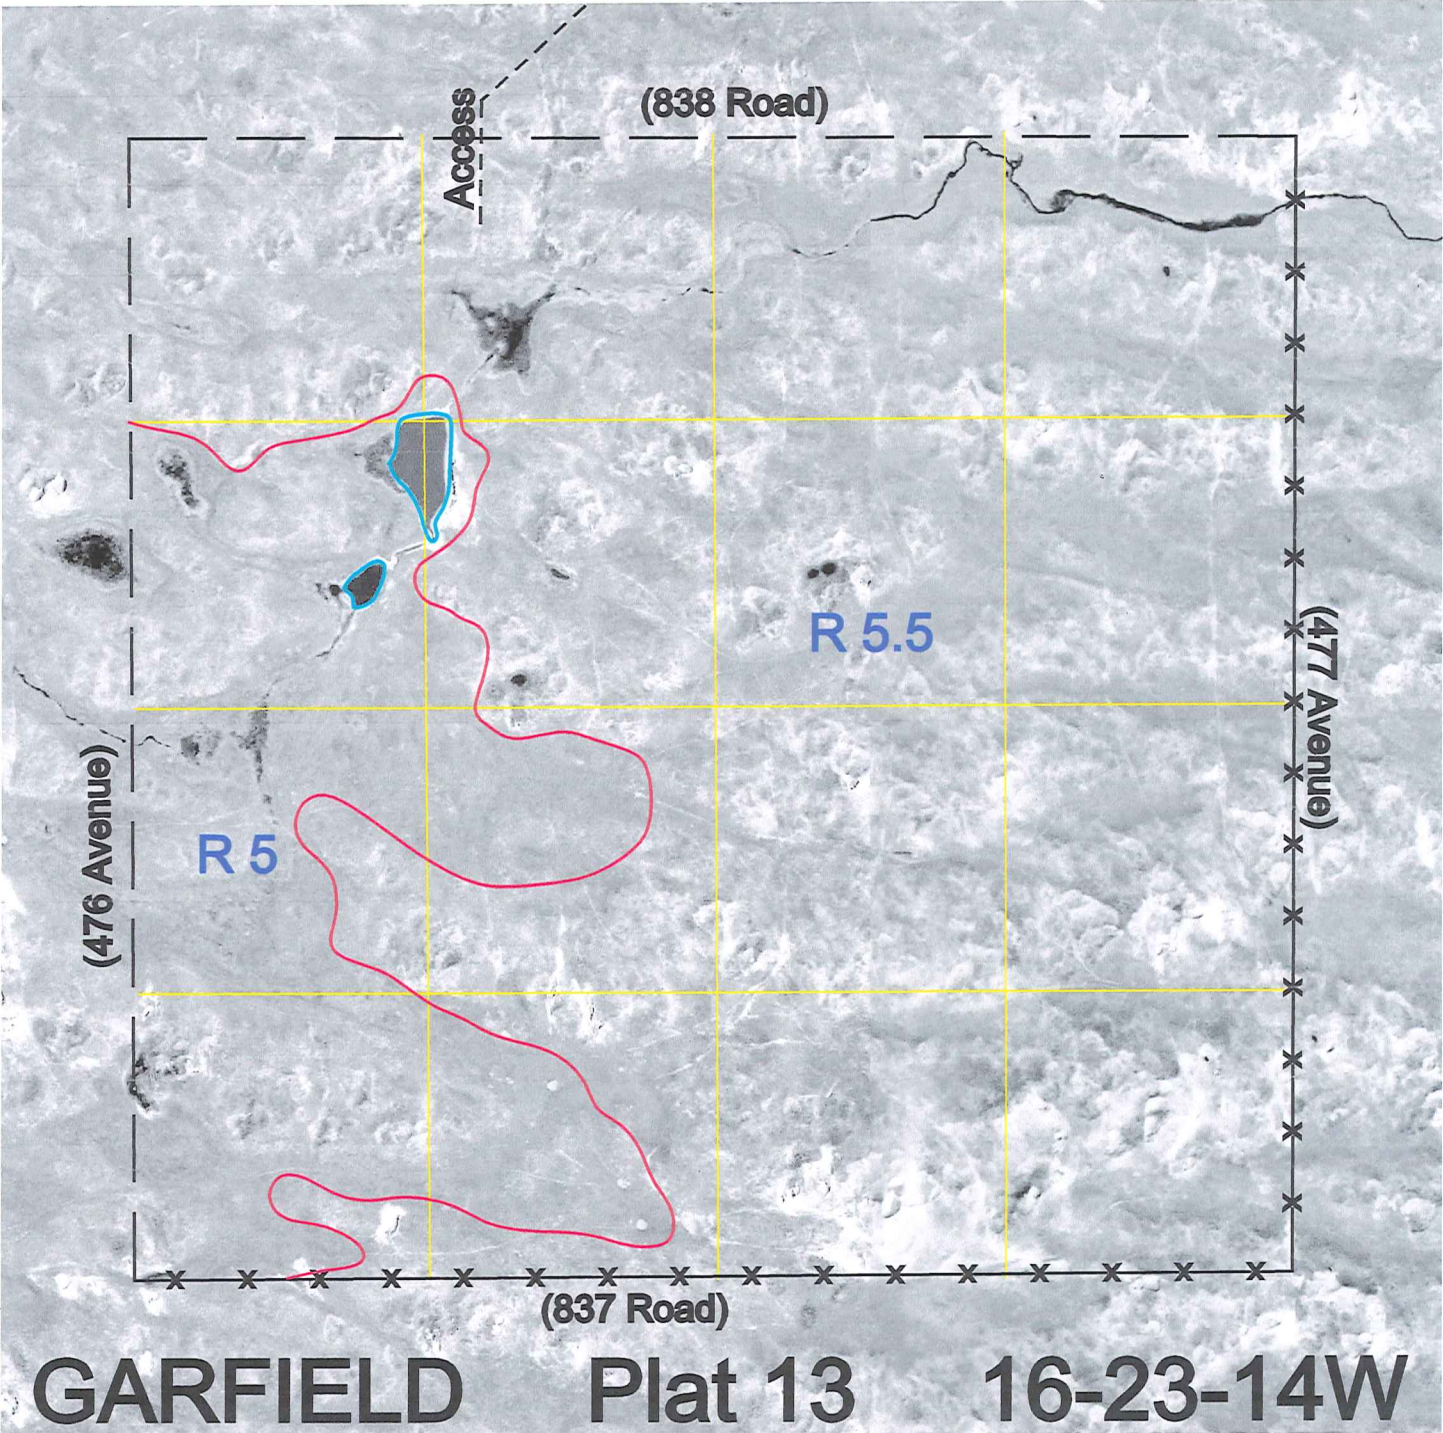 (838 Road)
Access
R 5.5
(477 Avenue)
(476 Avenue)
R 5
(837 Road)
GARFIELD Plat 13 16-23-14W